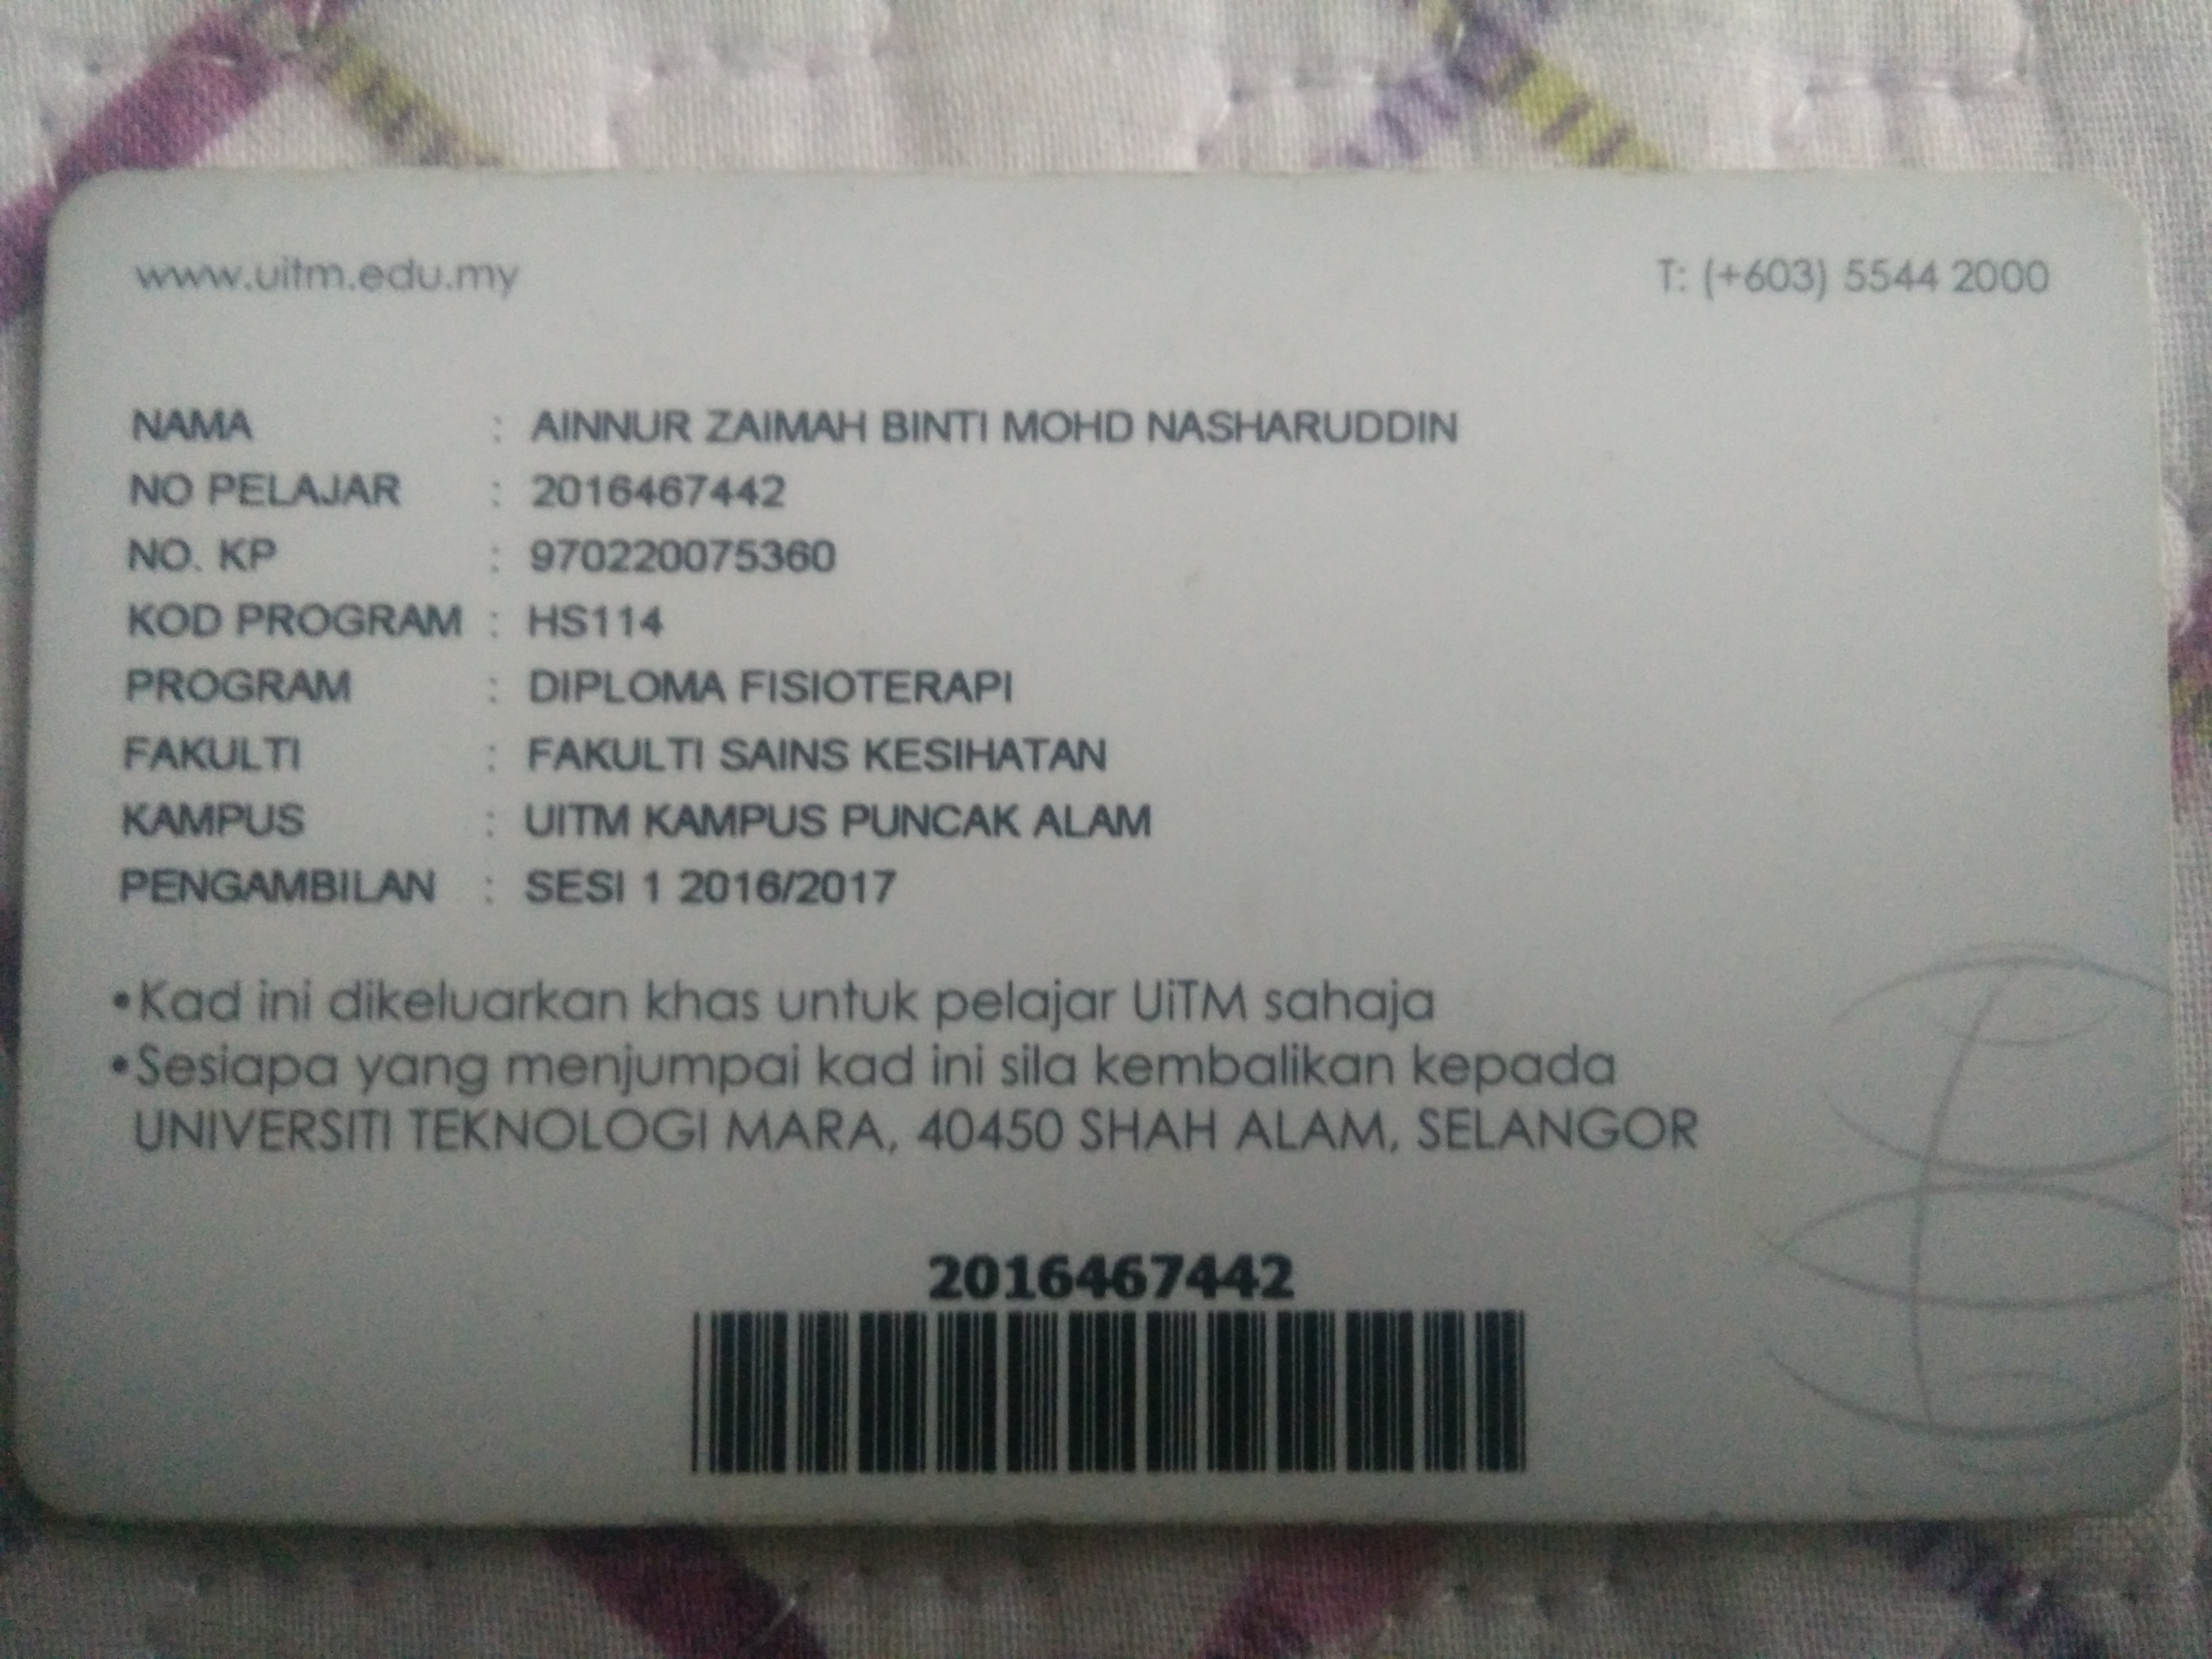 www.uitm.edu.my T: (+603) 5544 2000
NAMA : AINNUR ZAIMAH BINTI MOHD NASHARUDDIN
NO PELAJAR : 2016467442
NO. KP : 970220075360
KOD PROGRAM : HS114
PROGRAM : DIPLOMA FISIOTERAPI
FAKULTI : FAKULTI SAINS KESIHATAN
KAMPUS : UITM KAMPUS PUNCAK ALAM
PENGAMBILAN : SESI 1 2016/2017
•Kad ini dikeluarkan khas untuk pelajar UiTM sahaja
•Sesiapa yang menjumpai kad ini sila kembalikan kepada
UNIVERSITI TEKNOLOGI MARA, 40450 SHAH ALAM, SELANGOR
2016467442